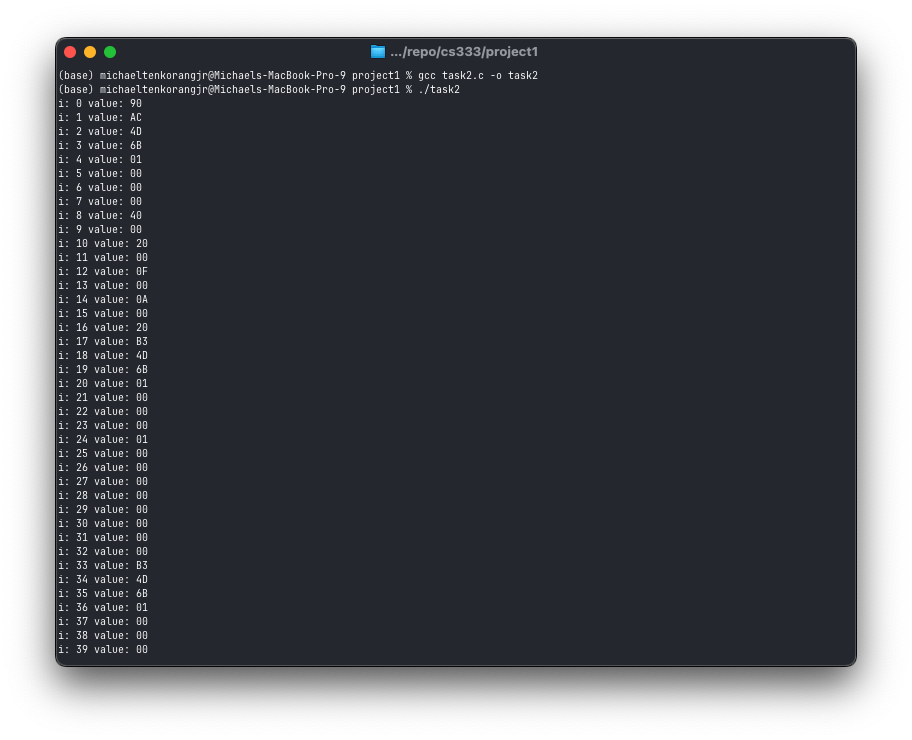 .../repo/cs333/project1
(base) michaeltenkorangjr@Michaels-MacBook-Pro-9 project1 % gcc task2.c -o task2
(base) michaeltenkorangjr@Michaels-MacBook-Pro-9 project1 % ./task2
i: 0 value: 90
i: 1 value: AC
i: 2 value: 4D
i: 3 value: 6B
i: 4 value: 01
i: 5 value: 00
i: 6 value: 00
i: 7 value: 00
i: 8 value: 40
i: 9 value: 00
i: 10 value: 20
i: 11 value: 00
i: 12 value: 0F
i: 13 value: 00
i: 14 value: 0A
i: 15 value: 00
i: 16 value: 20
i: 17 value: B3
i: 18 value: 4D
i: 19 value: 6B
i: 20 value: 01
i: 21 value: 00
i: 22 value: 00
i: 23 value: 00
i: 24 value: 01
i: 25 value: 00
i: 26 value: 00
i: 27 value: 00
i: 28 value: 00
i: 29 value: 00
i: 30 value: 00
i: 31 value: 00
i: 32 value: 00
i: 33 value: B3
i: 34 value: 4D
i: 35 value: 6B
i: 36 value: 01
i: 37 value: 00
i: 38 value: 00
i: 39 value: 00